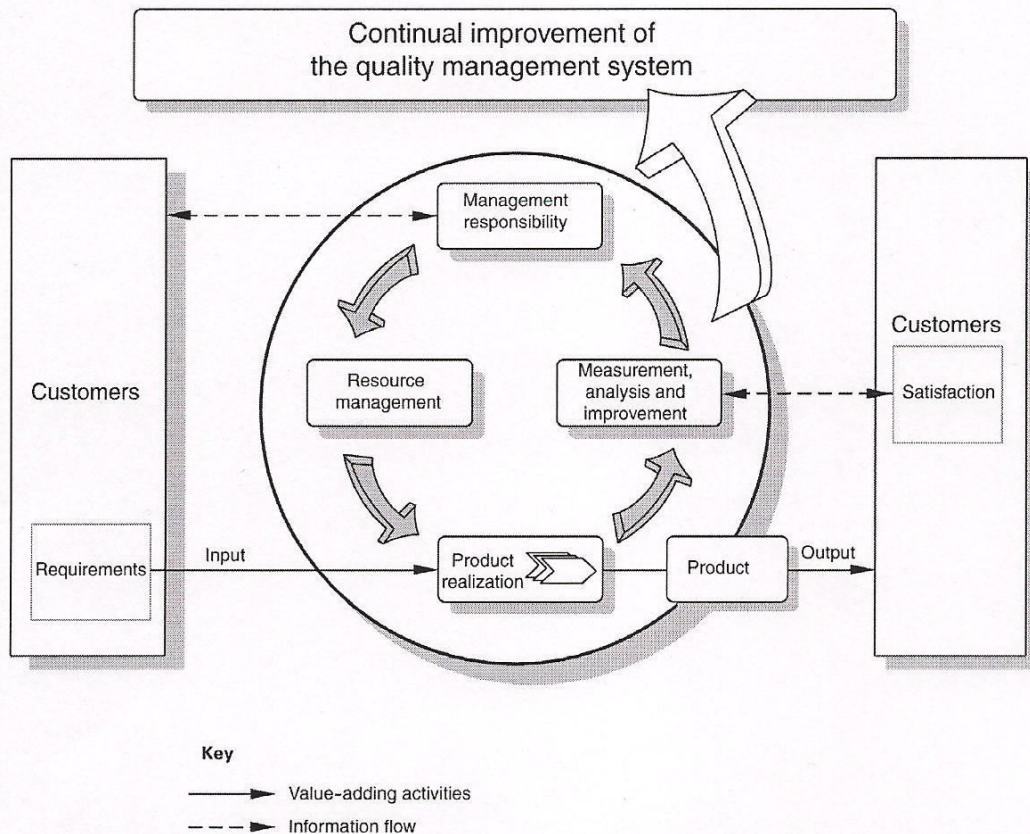 Continual improvement of
the quality management system
Management
responsibility
Customers
Resource
management
Measurement,
analysis and
improvement
Customers
Satisfaction
Requirements
Input
Product
realization
Product
Output
Key
Value-adding activities
Information flow